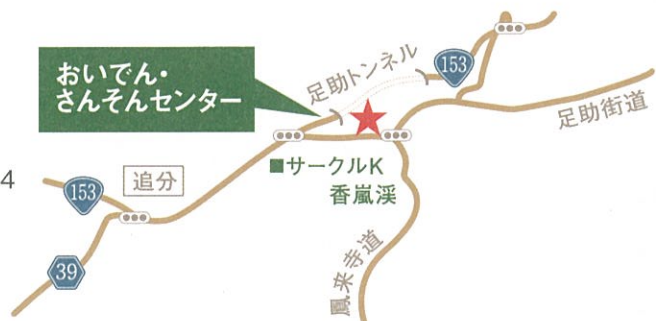 おいでん・
さんそんセンター
足助トンネル
153
足助街道
■サークルK
香嵐渓
4
153
追分
39
鳳来寺道